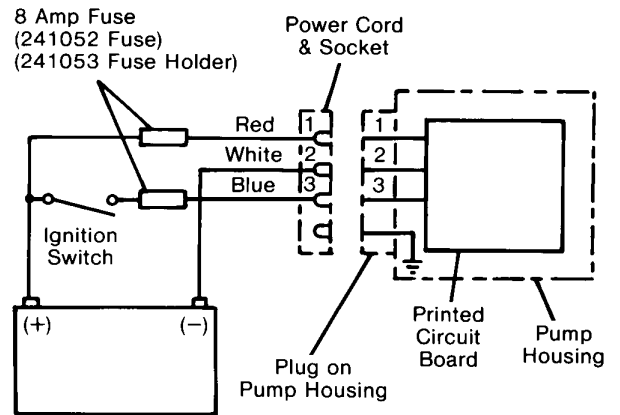 8 Amp Fuse
(241052 Fuse)
(241053 Fuse Holder)
Power Cord
& Socket
Red
1
1
White
2
2
Blue
3
3
Ignition
Switch
(+)
(−)
Printed
Circuit
Board
Pump
Housing
Plug on
Pump Housing